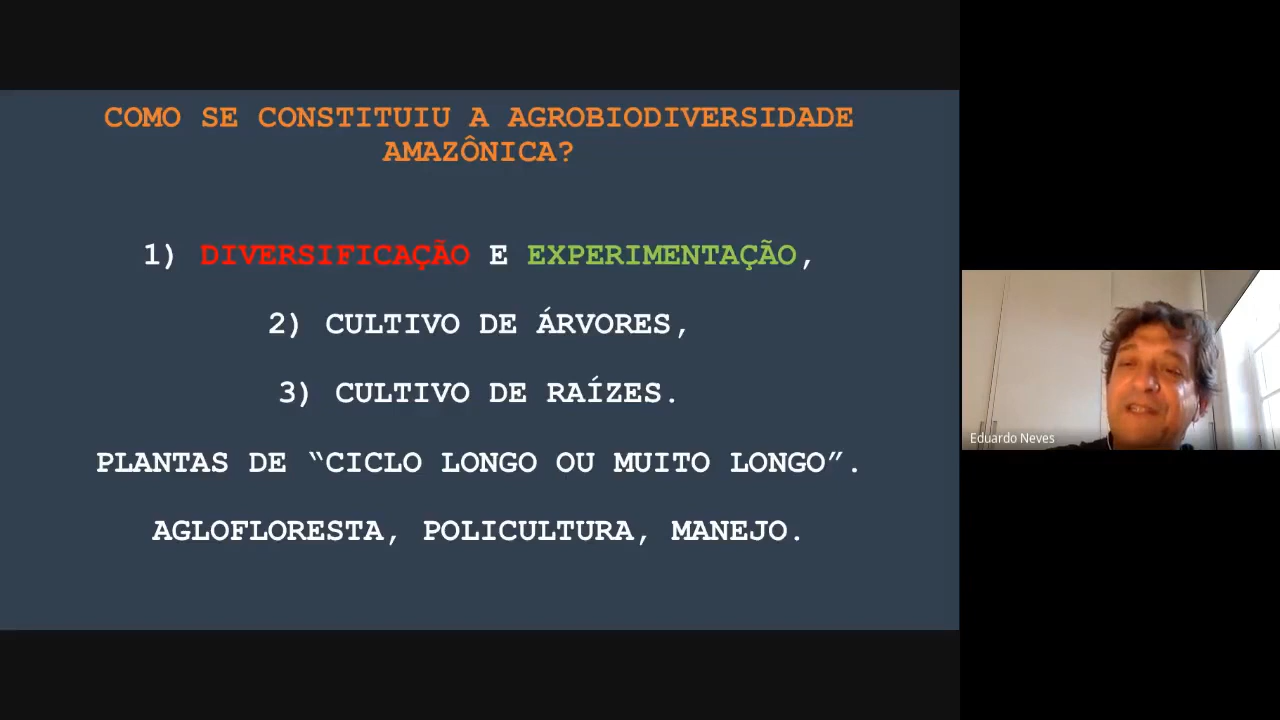 COMO SE CONSTITUIU A AGROBIODIVERSIDADE
AMAZÔNICA?
1) DIVERSIFICAÇÃO E EXPERIMENTAÇÃO,
2) CULTIVO DE ÁRVORES,
3) CULTIVO DE RAÍZES.
PLANTAS DE “CICLO LONGO OU MUITO LONGO”.
AGLOFLORESTA, POLICULTURA, MANEJO.
Eduardo Neves